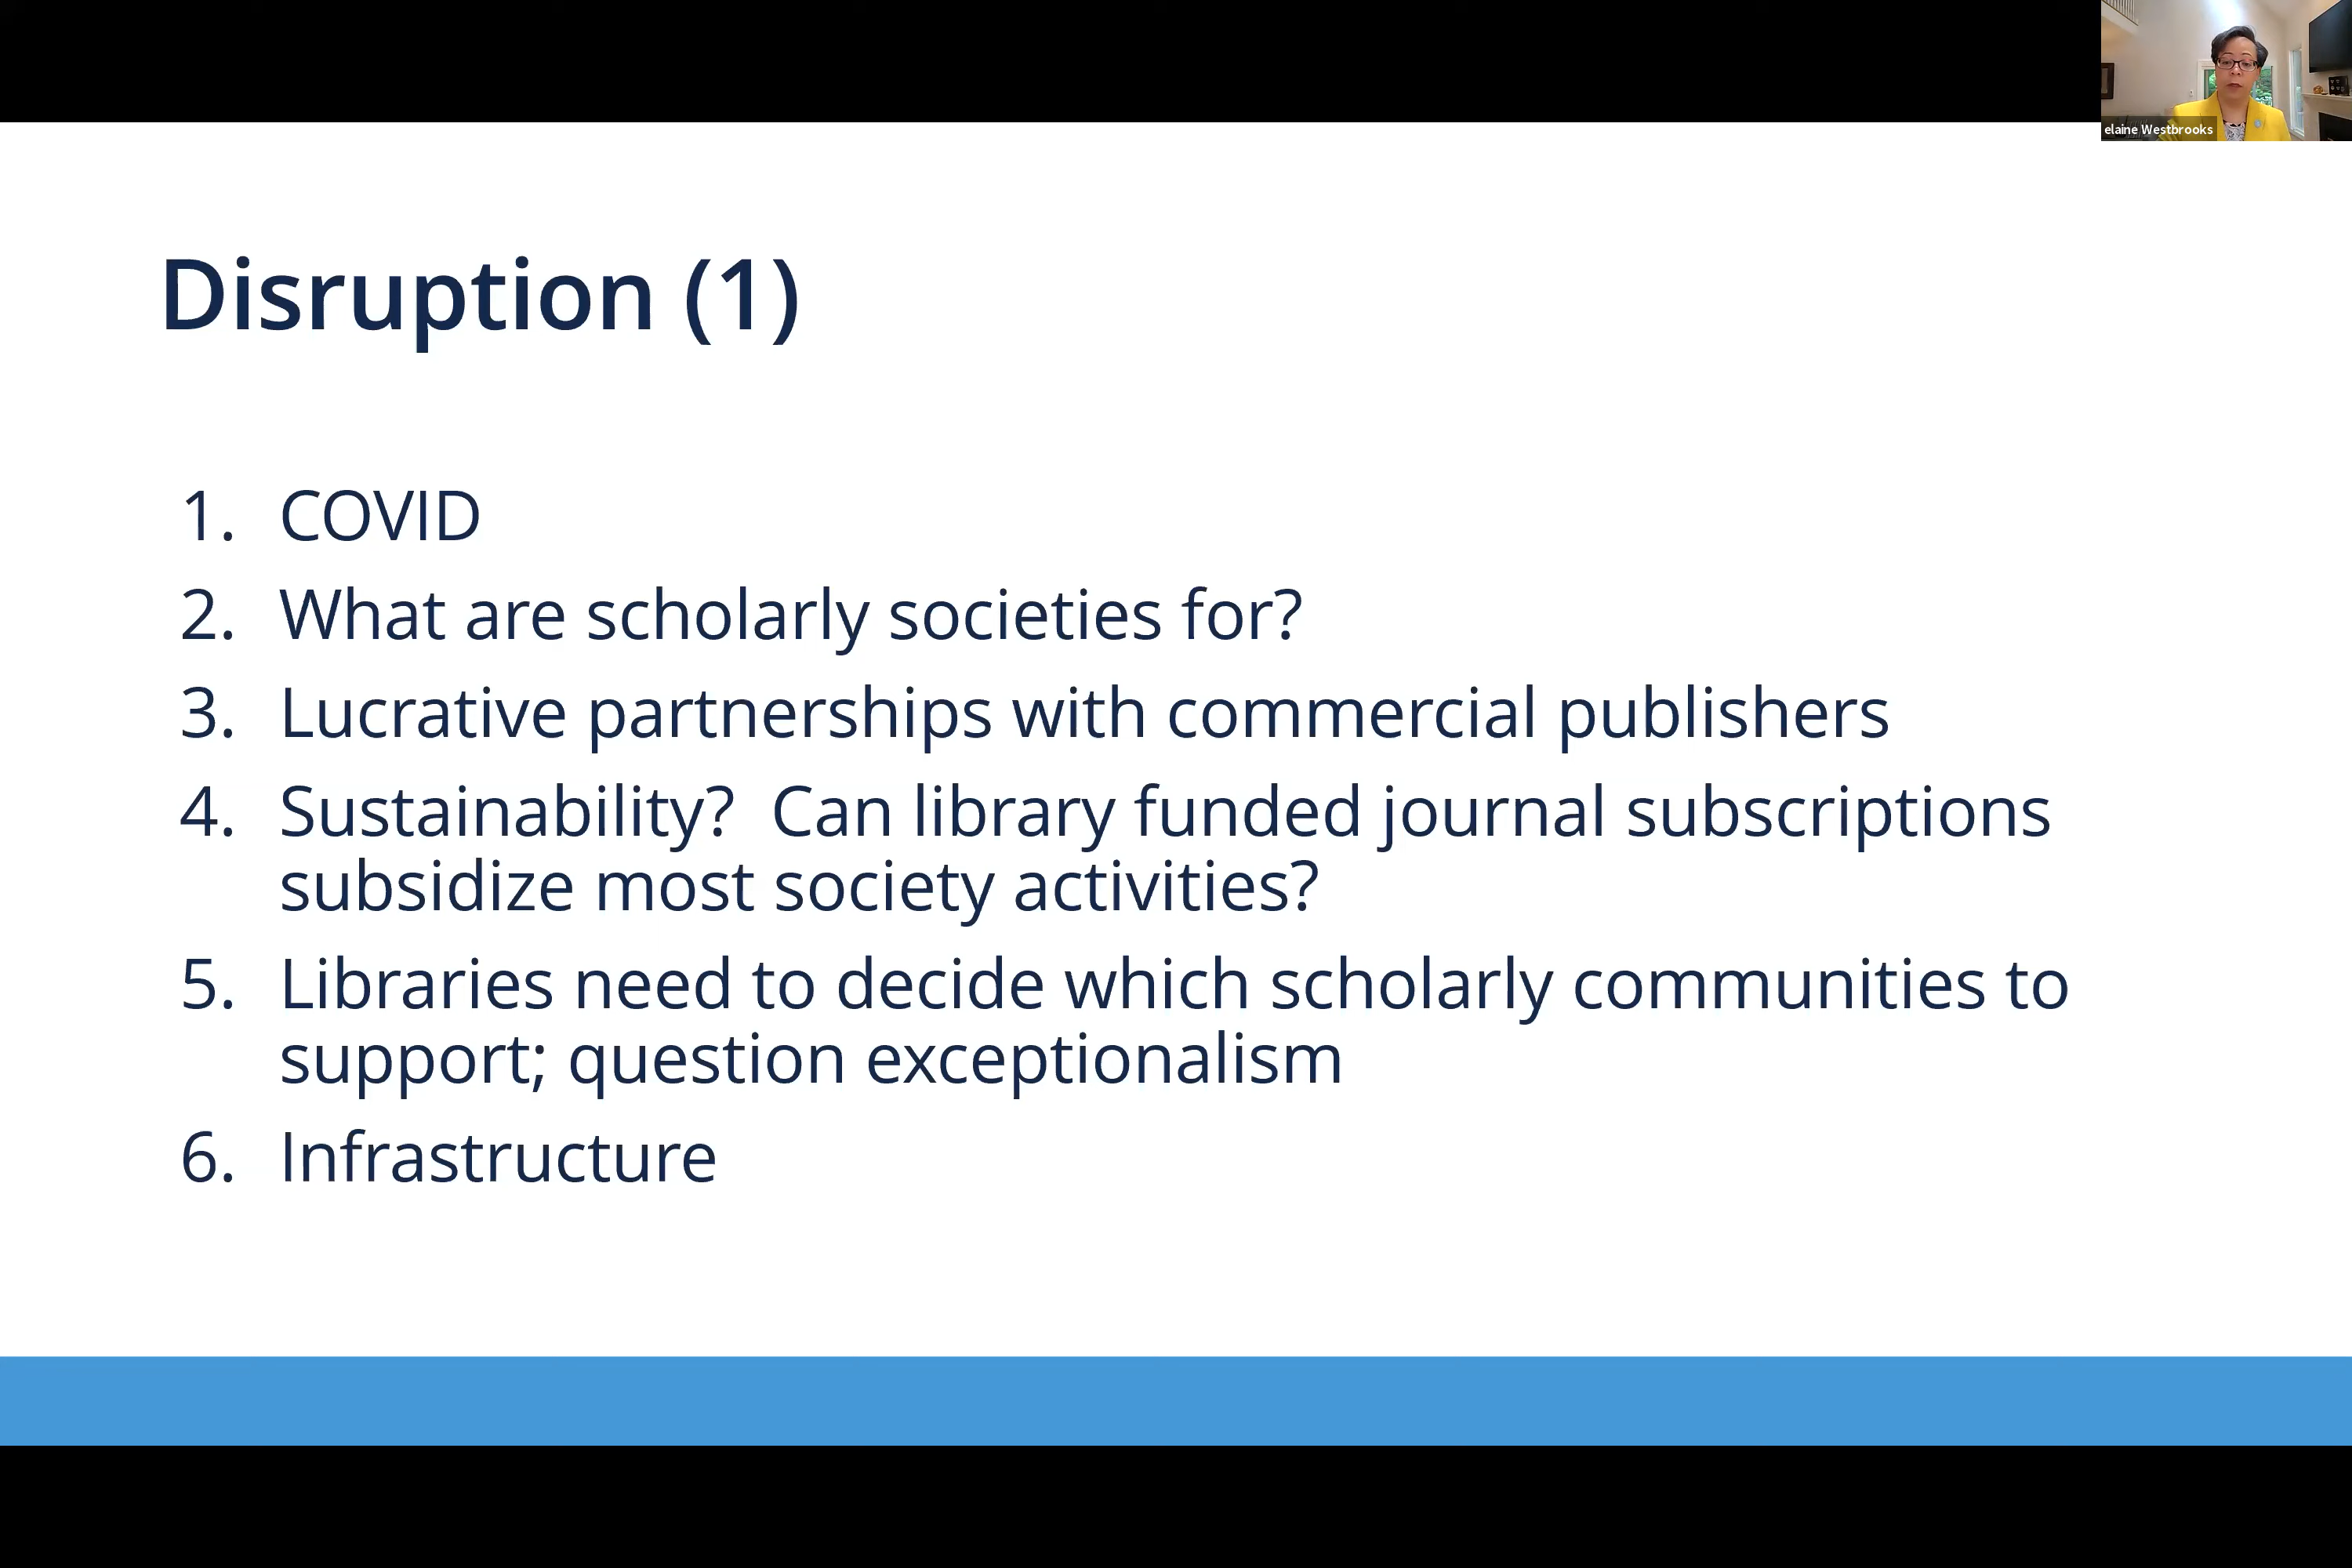 elaine Westbrooks
Disruption (1)
1. COVID
2. What are scholarly societies for?
3. Lucrative partnerships with commercial publishers
4. Sustainability?  Can library funded journal subscriptions
subsidize most society activities?
5. Libraries need to decide which scholarly communities to
support; question exceptionalism
6. Infrastructure